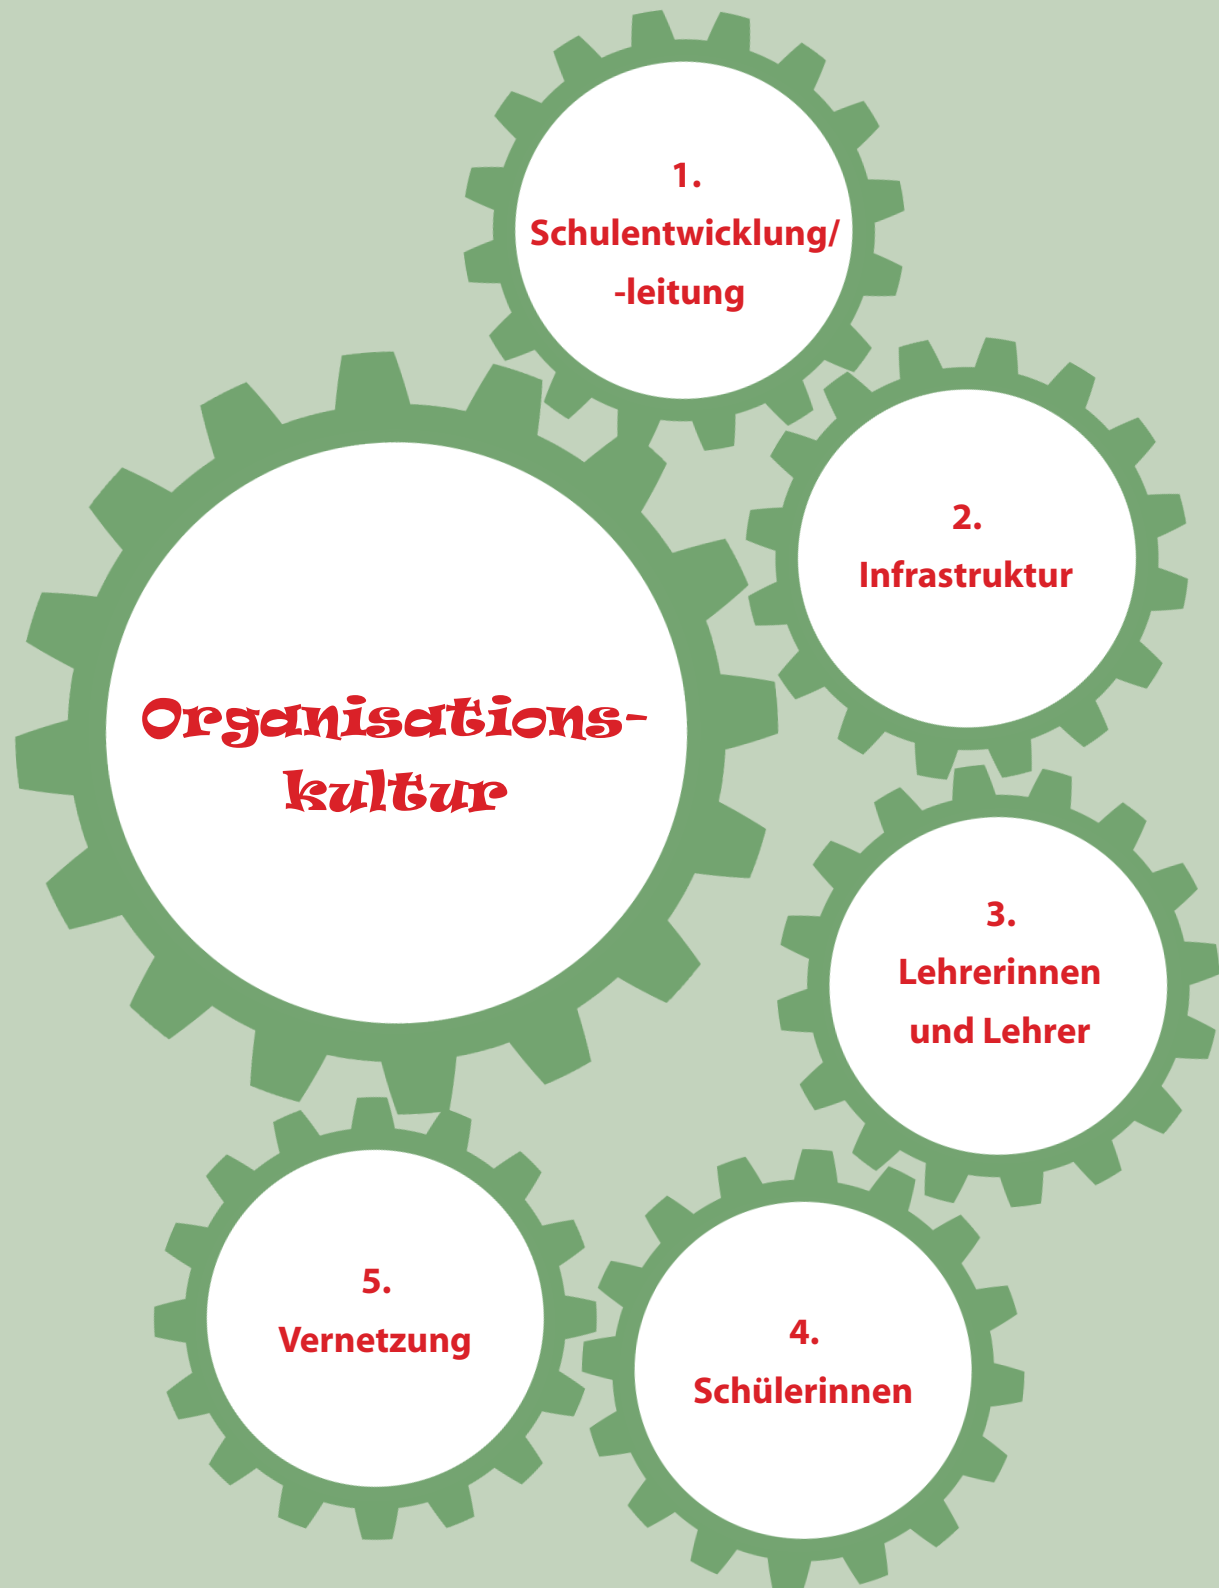 1.
Schulentwicklung/
-leitung
2.
Infrastruktur
Organisations-
kultur
3.
Lehrerinnen
und Lehrer
4.
Schülerinnen
5.
Vernetzung